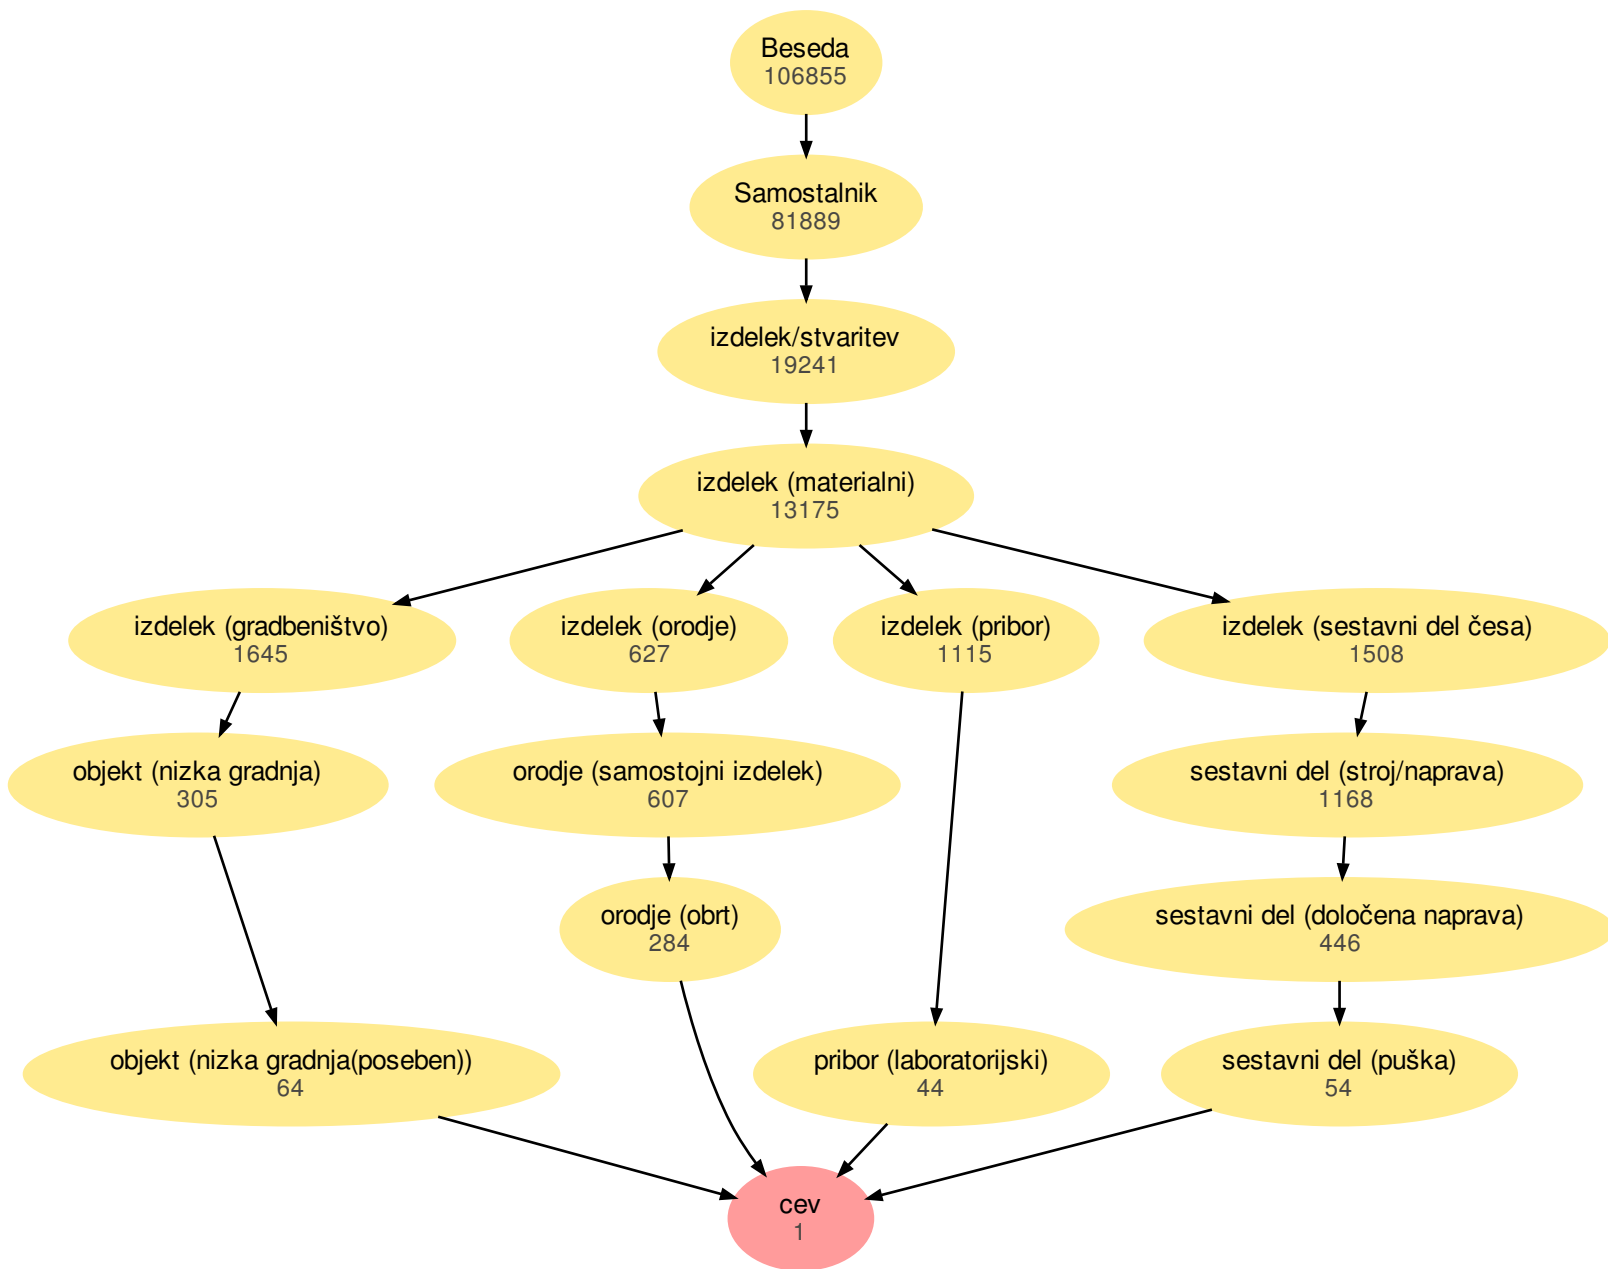 Beseda
106855
Samostalnik
81889
izdelek/stvaritev
19241
izdelek (materialni)
13175
izdelek (gradbeništvo)
1645
izdelek (orodje)
627
izdelek (pribor)
1115
izdelek (sestavni del česa)
1508
objekt (nizka gradnja)
305
orodje (samostojni izdelek)
607
sestavni del (stroj/naprava)
1168
orodje (obrt)
284
sestavni del (določena naprava)
446
objekt (nizka gradnja(poseben))
64
pribor (laboratorijski)
44
sestavni del (puška)
54
cev
1